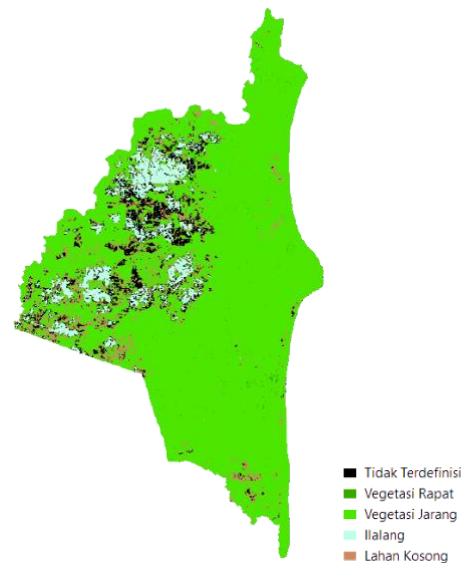 Tidak Terdefinisi
Vegetasi Rapat
Vegetasi Jarang
Ilalang
Lahan Kosong